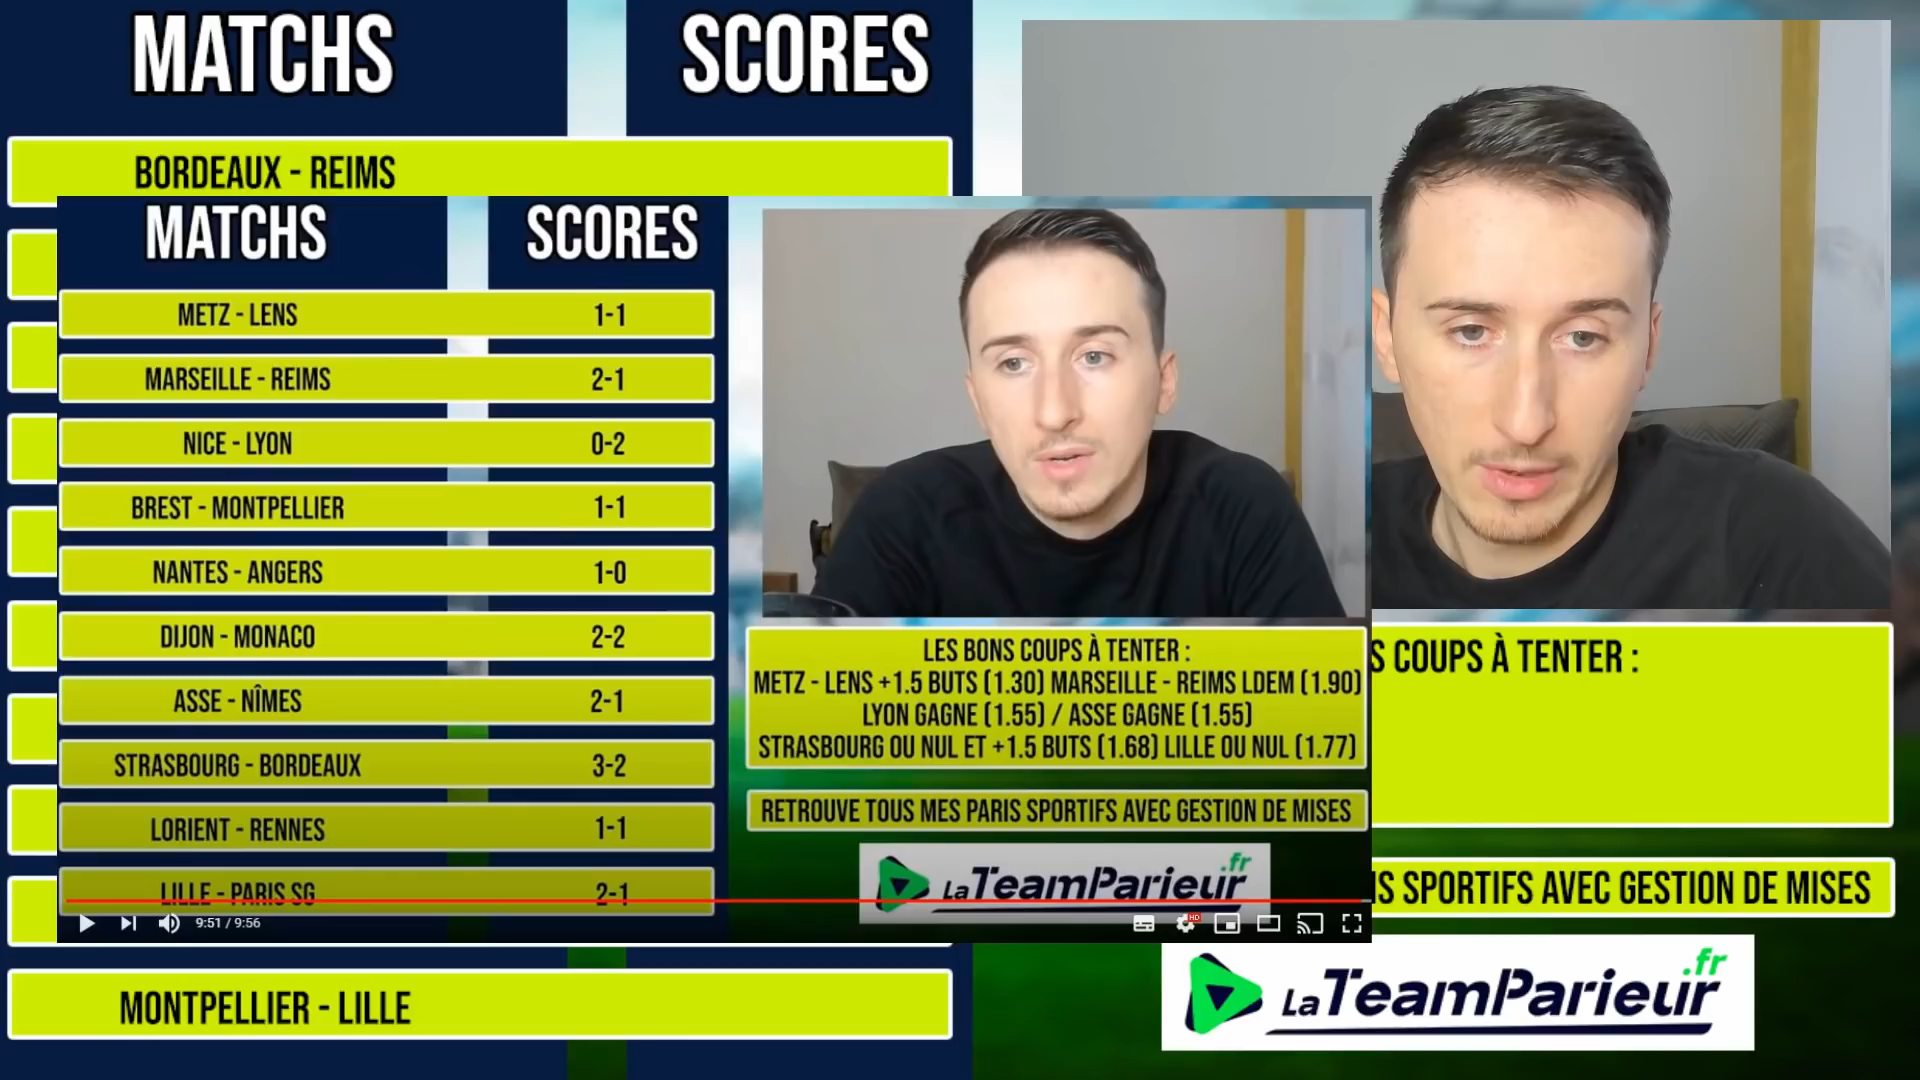 MATCHS
SCORES
BORDEAUX - REIMS
MATCHS
SCORES
METZ - LENS 1-1
MARSEILLE - REIMS 2-1
NICE - LYON 0-2
BREST - MONTPELLIER 1-1
NANTES - ANGERS 1-0
DIJON - MONACO 2-2
ASSE - NÎMES 2-1
STRASBOURG - BORDEAUX 3-2
LORIENT - RENNES 1-1
LILLE - PARIS SG 2-1
LES BONS COUPS À TENTER :
METZ - LENS +1.5 BUTS (1.30) MARSEILLE - REIMS LDEM (1.90)
LYON GAGNE (1.55) / ASSE GAGNE (1.55)
STRASBOURG OU NUL ET +1.5 BUTS (1.68) LILLE OU NUL (1.77)
RETROUVE TOUS MES PARIS SPORTIFS AVEC GESTION DE MISES
LaTeamParieur.fr
9:51 / 9:56
HD
S COUPS À TENTER :
IS SPORTIFS AVEC GESTION DE MISES
MONTPELLIER - LILLE
LaTeamParieur.fr